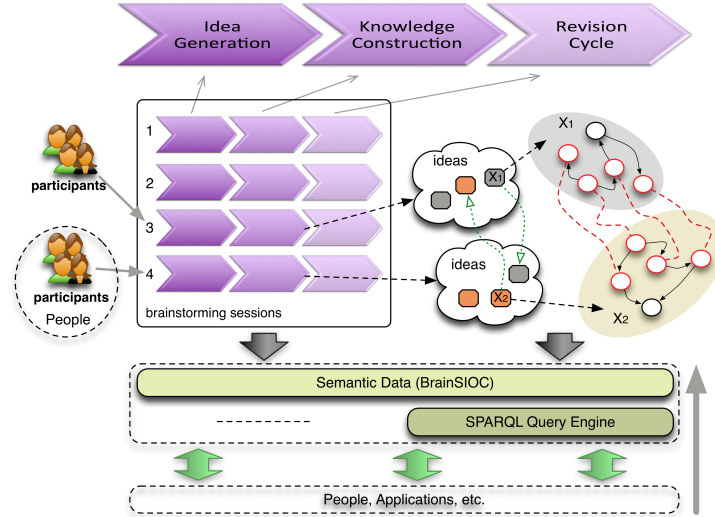 Idea
Generation
Knowledge
Construction
Revision
Cycle
1
2
3
4
participants
participants
People
brainstorming sessions
ideas
X1
ideas
X2
X1
X2
Semantic Data (BrainSIOC)
SPARQL Query Engine
People, Applications, etc.